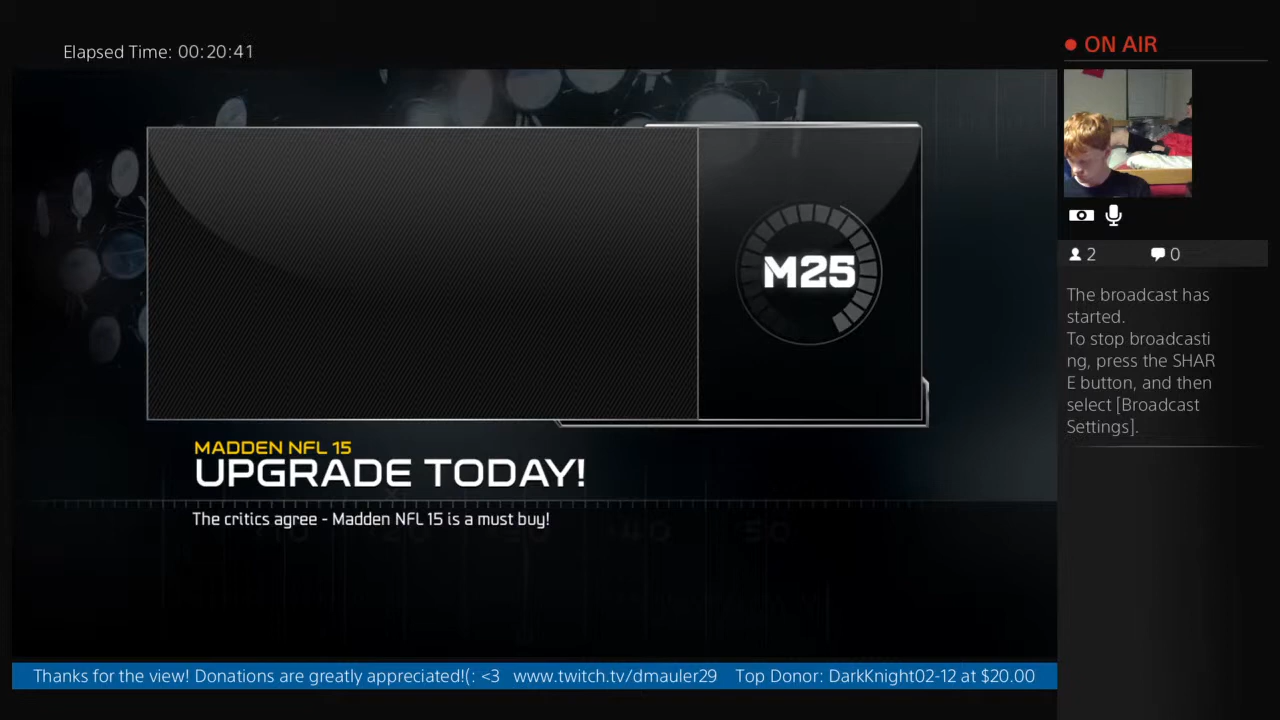 Elapsed Time: 00:20:41
ON AIR
M25
2
0
The broadcast has
started.
To stop broadcasti
ng, press the SHAR
E button, and then
select [Broadcast
Settings].
MADDEN NFL 15
UPGRADE TODAY!
The critics agree - Madden NFL 15 is a must buy!
Thanks for the view! Donations are greatly appreciated!(: <3 www.twitch.tv/dmauler29 Top Donor: DarkKnight02-12 at $20.00